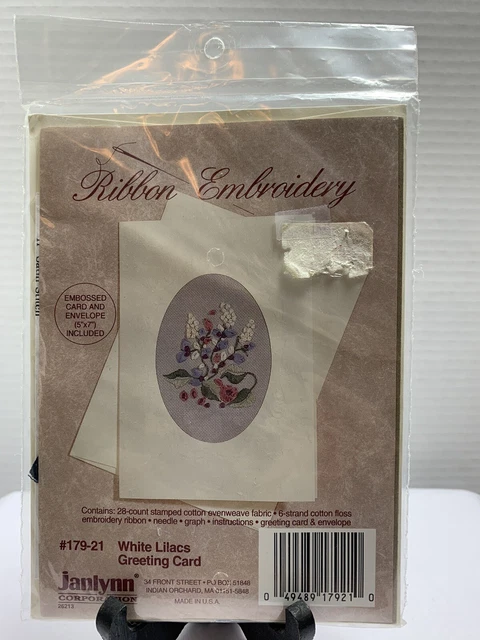 Ribbon Embroidery
EMBOSSED
CARD AND
ENVELOPE
(5"x7")
INCLUDED
Contains: 28-count stamped cotton evenweave fabric • 6-strand cotton floss
embroidery ribbon • needle • graph • instructions • greeting card & envelope
#179-21 White Lilacs
Greeting Card
Janlynn
CORPORATION
34 FRONT STREET • PO BOX 51848
INDIAN ORCHARD, MA 01151-5848
MADE IN U.S.A.
0 49489 17921 0